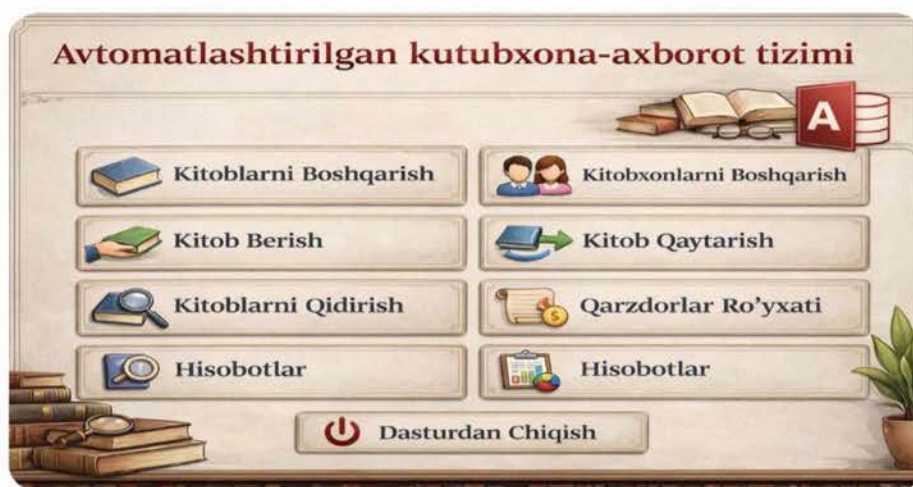 Avtomatlashtirilgan kutubxona-axborot tizimi
A
Kitoblarni Boshqarish
Kitobxonlarni Boshqarish
Kitob Berish
Kitob Qaytarish
Kitoblarni Qidirish
$
Qarzdorlar Ro'yxati
Hisobotlar
Hisobotlar
Dasturdan Chiqish